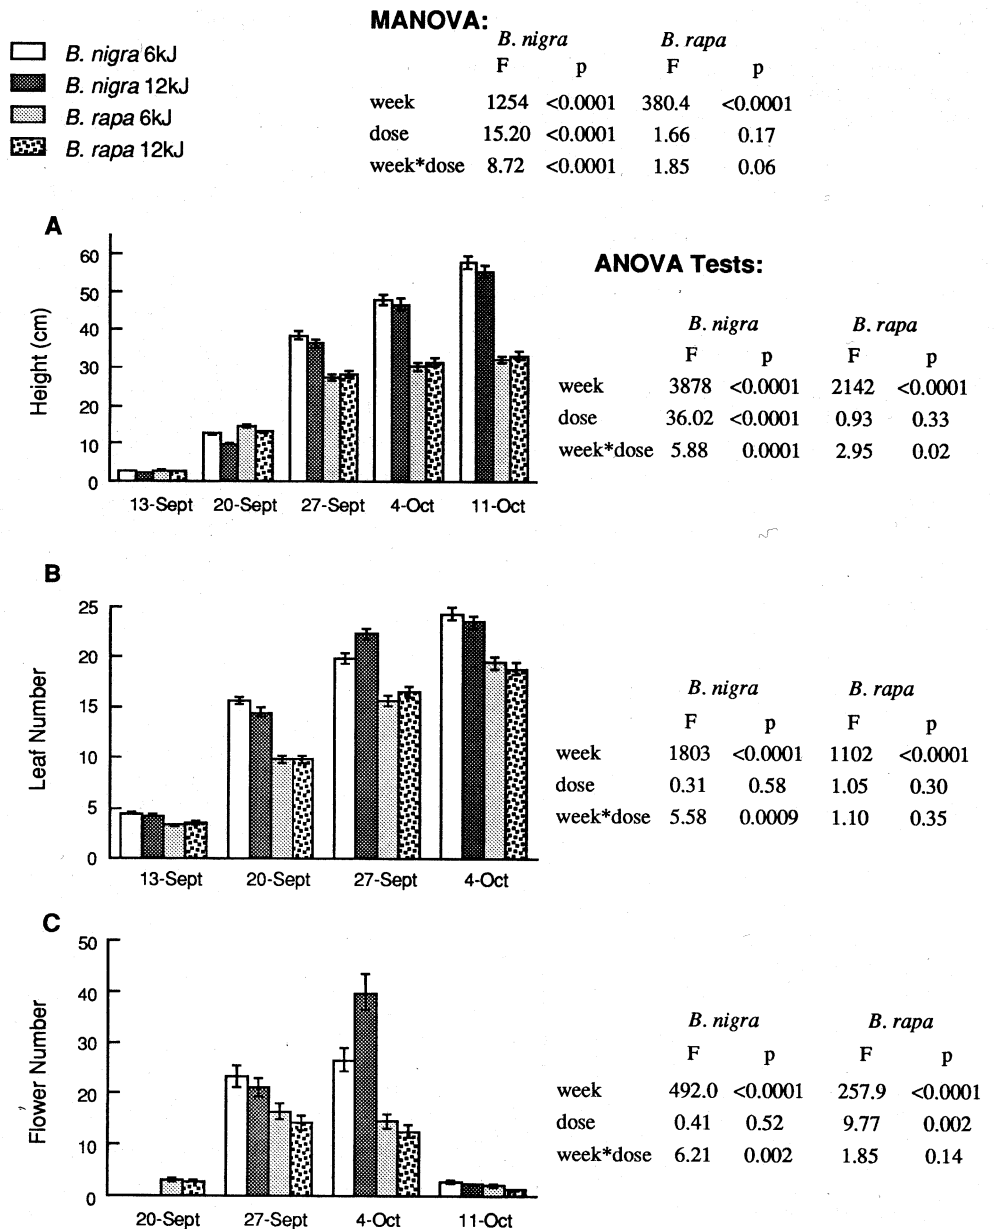 MANOVA:
B. nigra B. rapa
F p F p
week 1254 <0.0001 380.4 <0.0001
dose 15.20 <0.0001 1.66 0.17
week*dose 8.72 <0.0001 1.85 0.06
B. nigra 6kJ
B. nigra 12kJ
B. rapa 6kJ
B. rapa 12kJ
A
Height (cm)
60
50
40
30
20
10
0
13-Sept 20-Sept 27-Sept 4-Oct 11-Oct
ANOVA Tests:
B. nigra B. rapa
F p F p
week 3878 <0.0001 2142 <0.0001
dose 36.02 <0.0001 0.93 0.33
week*dose 5.88 0.0001 2.95 0.02
B
Leaf Number
25
20
15
10
5
0
13-Sept 20-Sept 27-Sept 4-Oct
B. nigra B. rapa
F p F p
week 1803 <0.0001 1102 <0.0001
dose 0.31 0.58 1.05 0.30
week*dose 5.58 0.0009 1.10 0.35
C
Flower Number
50
40
30
20
10
0
20-Sept 27-Sept 4-Oct 11-Oct
B. nigra B. rapa
F p F p
week 492.0 <0.0001 257.9 <0.0001
dose 0.41 0.52 9.77 0.002
week*dose 6.21 0.002 1.85 0.14